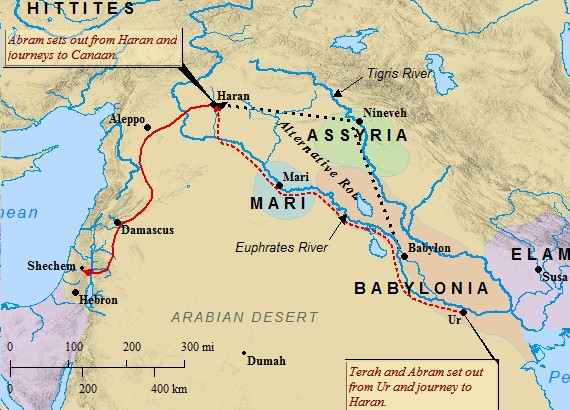 HITTITES
Abram sets out from Haran and
journeys to Canaan.
Tigris River
Haran
Nineveh
Aleppo
ASSYRIA
Alternative Rou
Mari
MARI
nean
Damascus
Euphrates River
Babylon
ELAM
Shechem
Susa
BABYLONIA
Hebron
ARABIAN DESERT
Ur
0 100 200 300 mi
Dumah
0 200 400 km
Terah and Abram set out
from Ur and journey to
Haran.
Pe